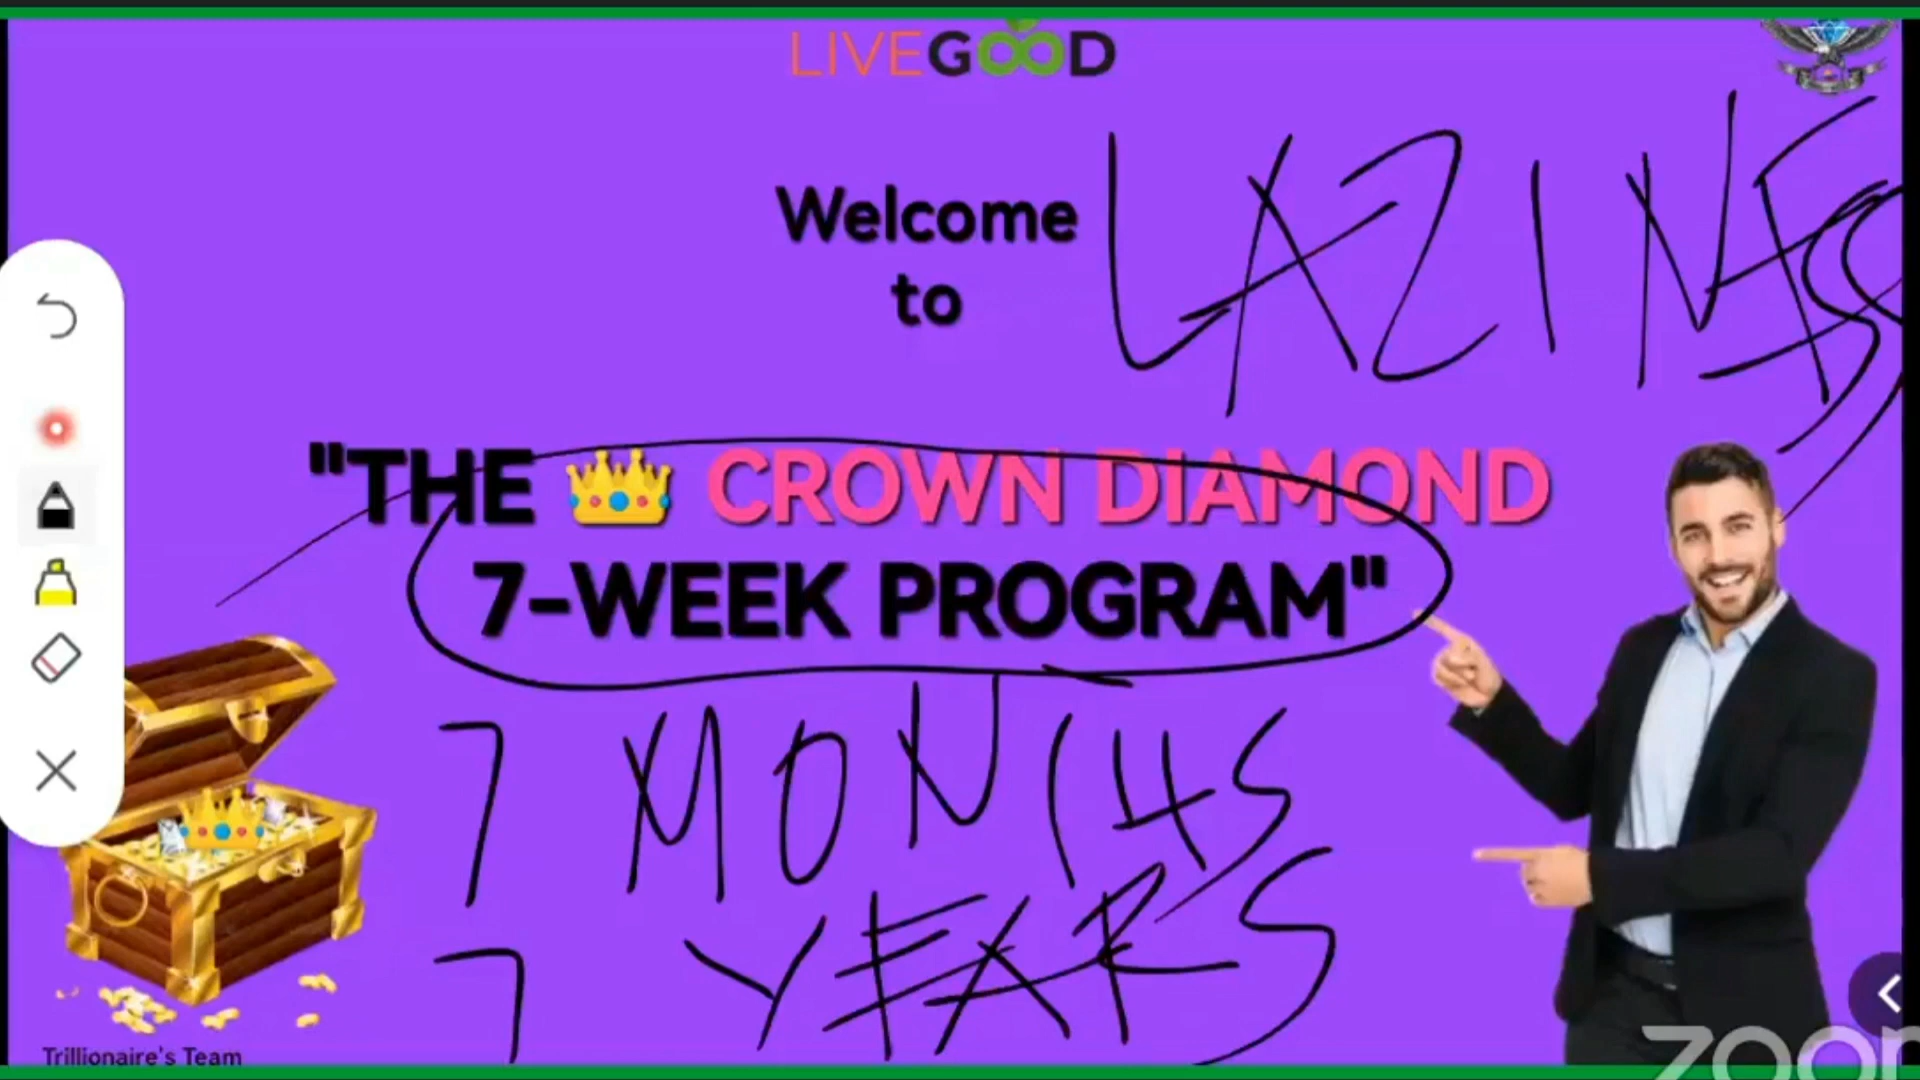 LIVEGOOD
Welcome
to
LAZINESS
"THE 👑 CROWN DIAMOND
7-WEEK PROGRAM"
7 MONTHS
7 YEARS
Trillionaire's Team
zoom